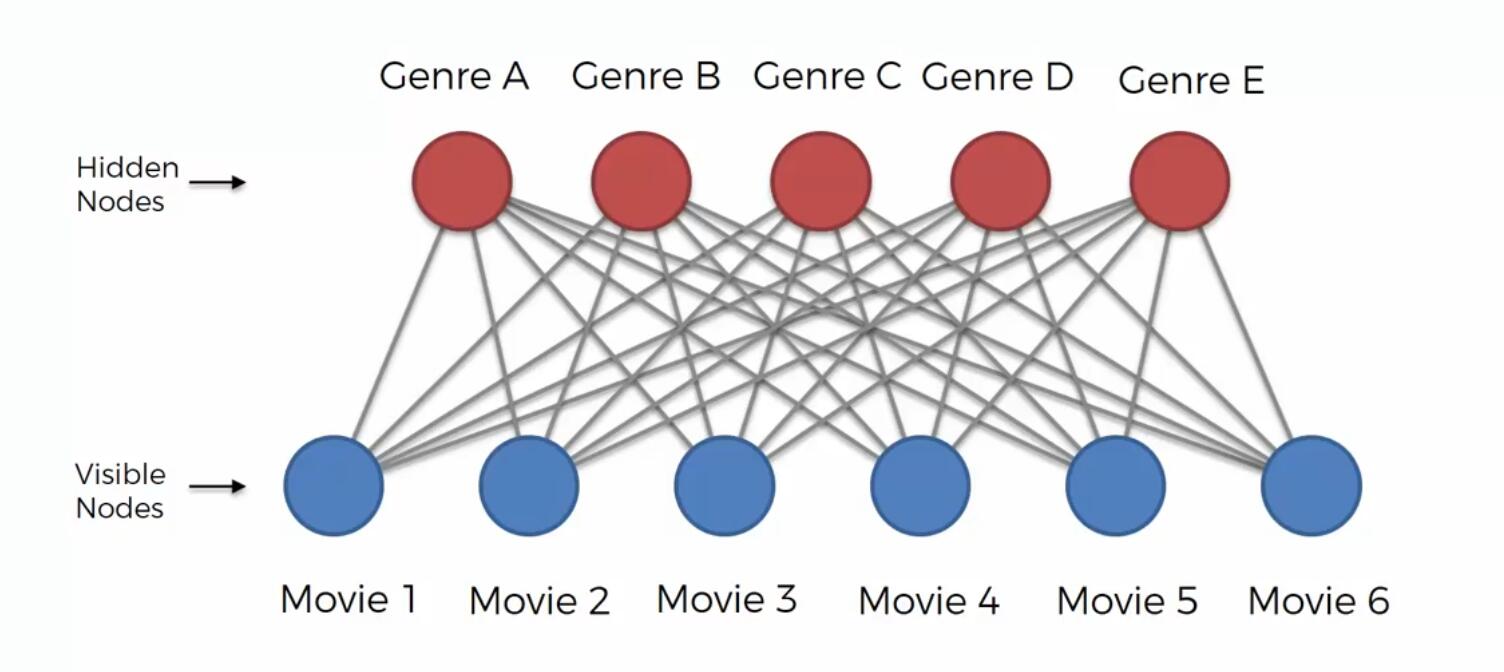 Genre A Genre B Genre C Genre D Genre E
Hidden
Nodes
Visible
Nodes
Movie 1 Movie 2 Movie 3 Movie 4 Movie 5 Movie 6